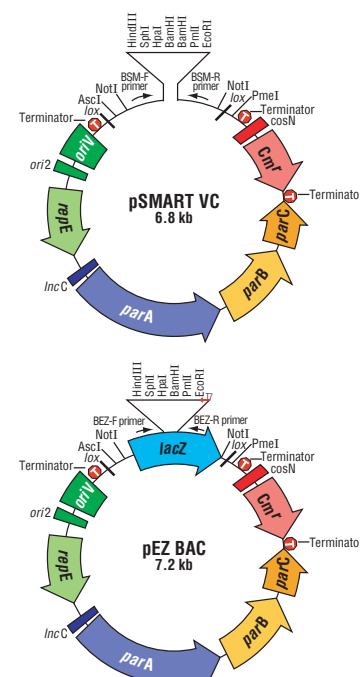 HindIII
SphI
HpaI
BamHI
BamHI
PmlI
EcoRI
BSM-F
primer
BSM-R
primer
NotI
AscI
lox
Terminator
T
oriV
ori2
repE
IncC
parA
parB
parC
Terminato
T
Cmr
cosN
Terminator
T
PmeI
lox
NotI
pSMART VC
6.8 kb
HindIII
SphI
HpaI
BamHI
PmlI
EcoRI
BEZ-F primer
BEZ-R primer
lacZ
NotI
AscI
lox
Terminator
T
oriV
ori2
repE
IncC
parA
parB
parC
Terminato
T
Cmr
cosN
Terminator
T
PmeI
lox
NotI
pEZ BAC
7.2 kb